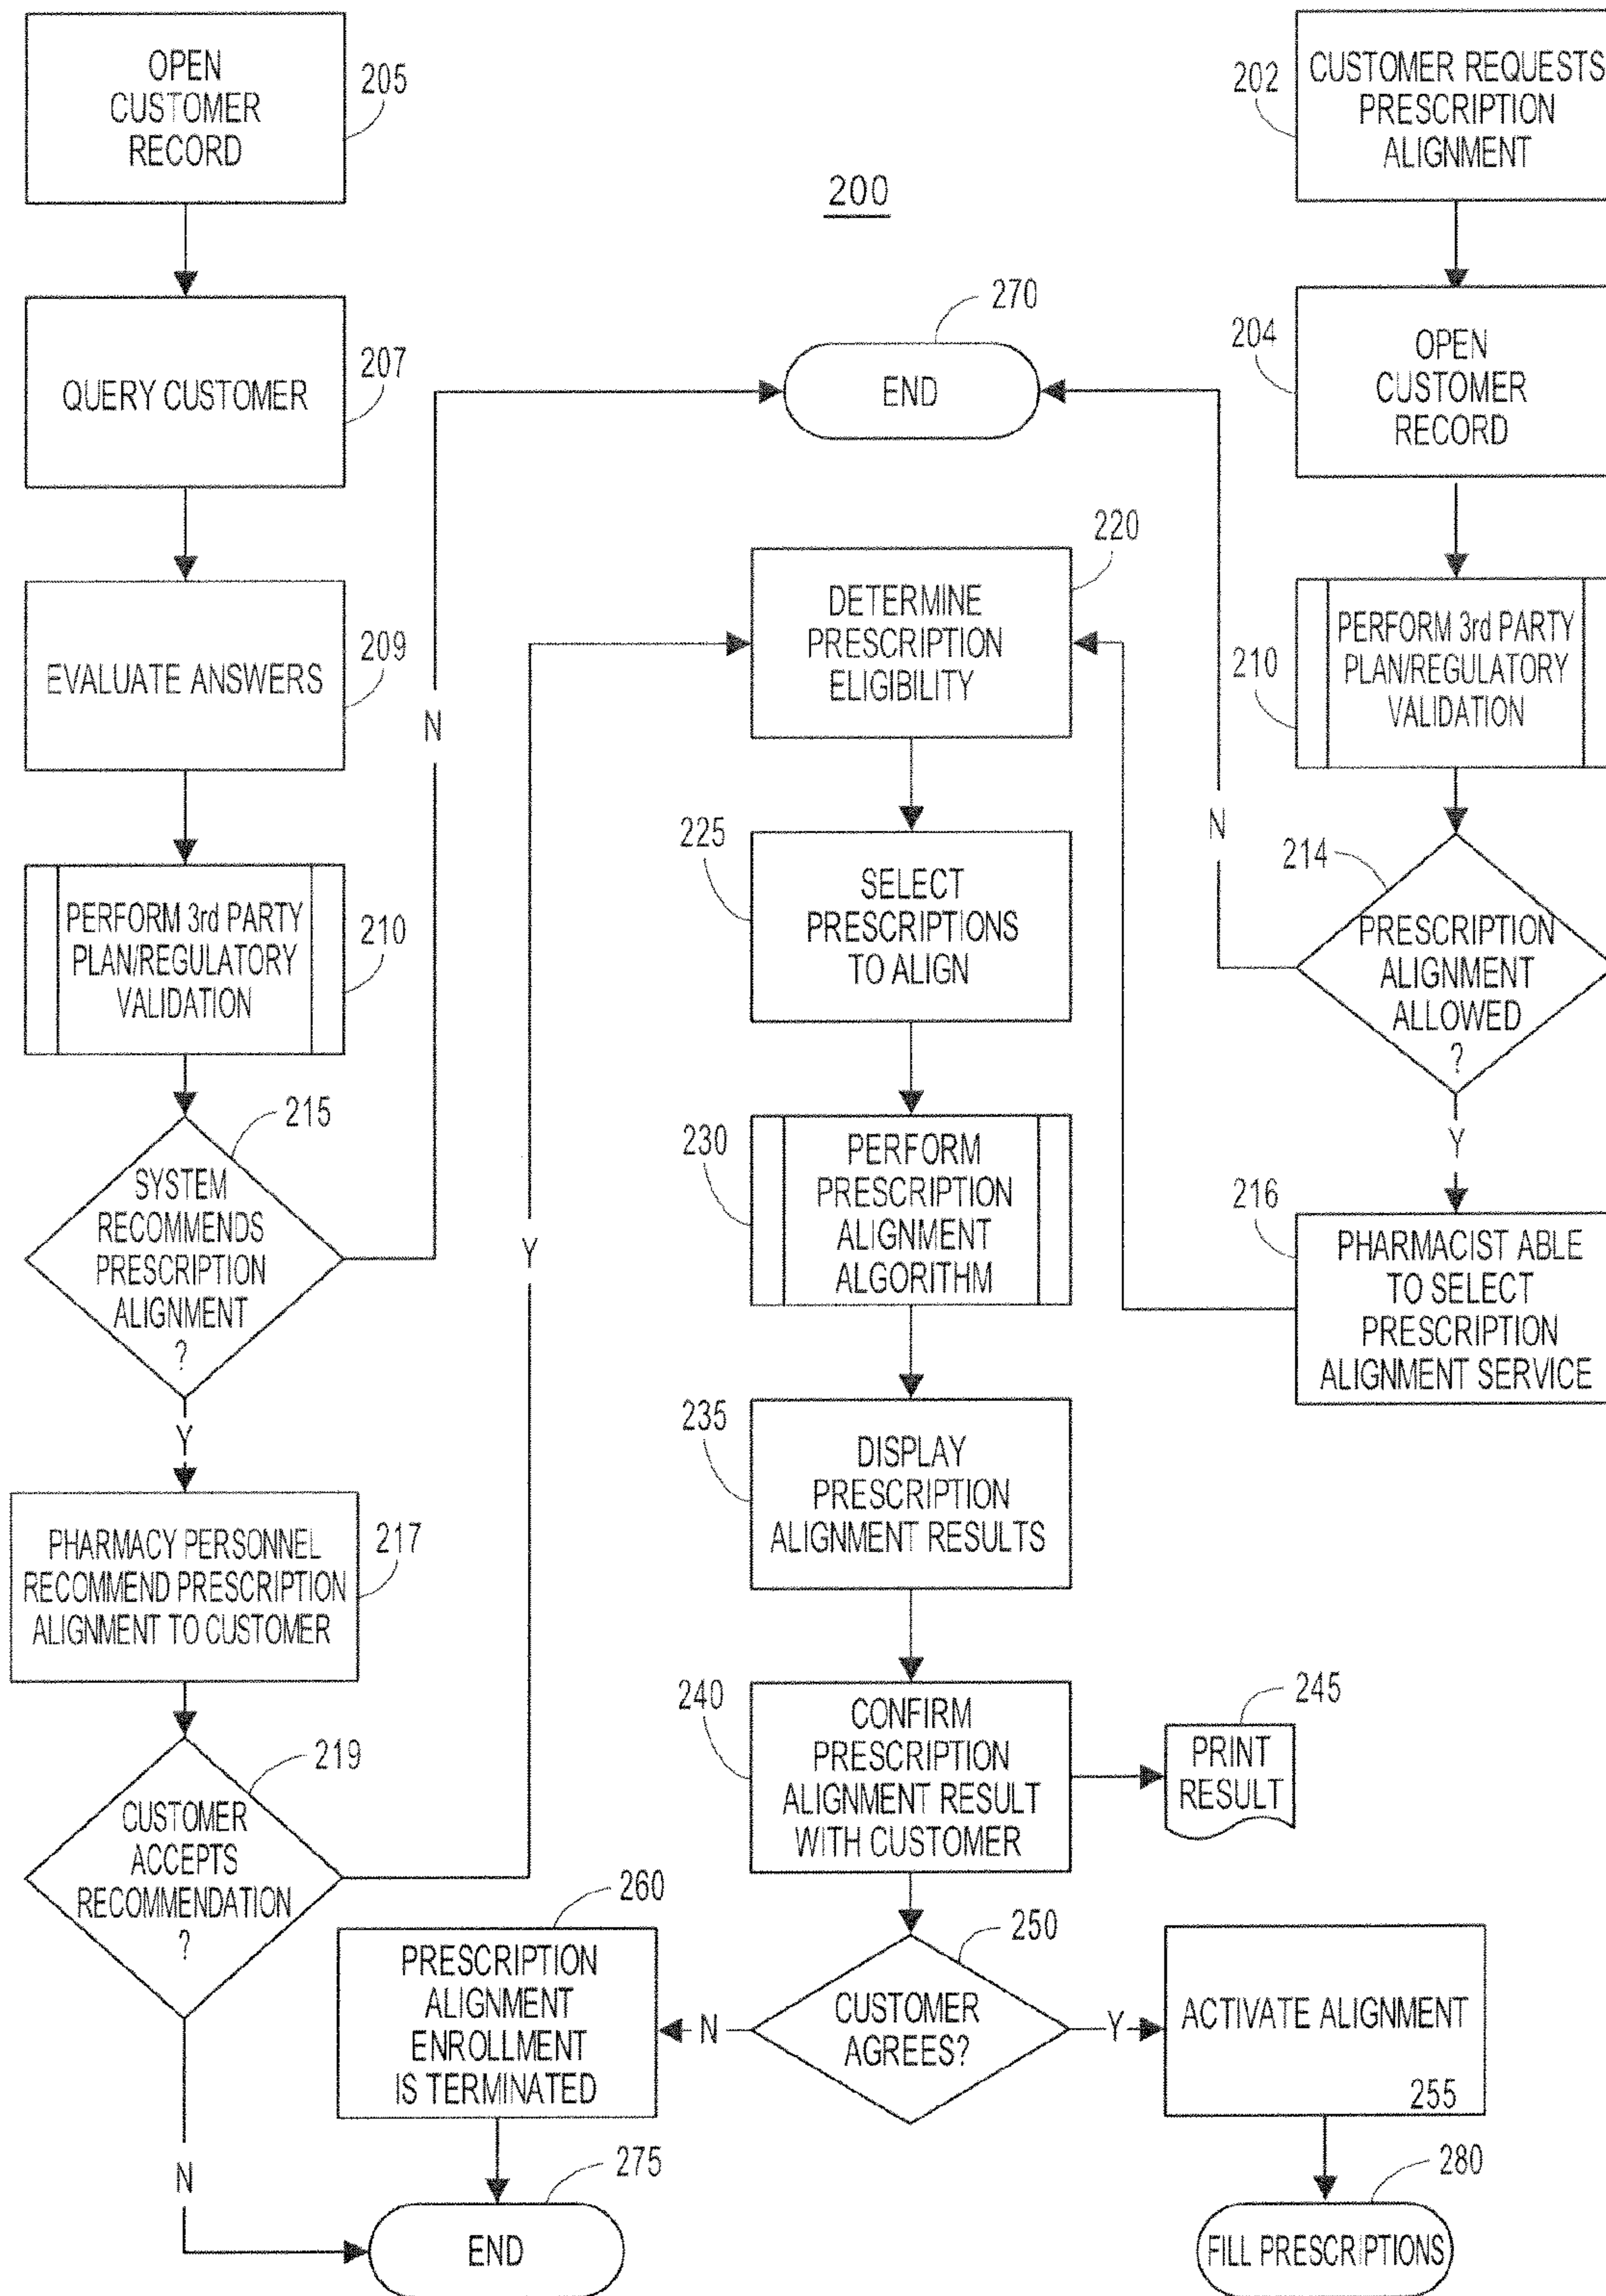 OPEN
CUSTOMER
RECORD
205
202
CUSTOMER REQUESTS
PRESCRIPTION
ALIGNMENT
200
QUERY CUSTOMER
207
270
END
204
OPEN
CUSTOMER
RECORD
EVALUATE ANSWERS
209
N
220
DETERMINE
PRESCRIPTION
ELIGIBILITY
210
PERFORM 3rd PARTY
PLAN/REGULATORY
VALIDATION
N
PERFORM 3rd PARTY
PLAN/REGULATORY
VALIDATION
210
225
SELECT
PRESCRIPTIONS
TO ALIGN
214
PRESCRIPTION
ALIGNMENT
ALLOWED
?
Y
215
SYSTEM
RECOMMENDS
PRESCRIPTION
ALIGNMENT
?
Y
Y
230
PERFORM
PRESCRIPTION
ALIGNMENT
ALGORITHM
216
PHARMACIST ABLE
TO SELECT
PRESCRIPTION
ALIGNMENT SERVICE
PHARMACY PERSONNEL
RECOMMEND PRESCRIPTION
ALIGNMENT TO CUSTOMER
217
235
DISPLAY
PRESCRIPTION
ALIGNMENT RESULTS
219
CUSTOMER
ACCEPTS
RECOMMENDATION
?
N
240
CONFIRM
PRESCRIPTION
ALIGNMENT RESULT
WITH CUSTOMER
245
PRINT
RESULT
260
PRESCRIPTION
ALIGNMENT
ENROLLMENT
IS TERMINATED
N
250
CUSTOMER
AGREES?
Y
ACTIVATE ALIGNMENT
255
275
END
280
FILL PRESCRIPTIONS